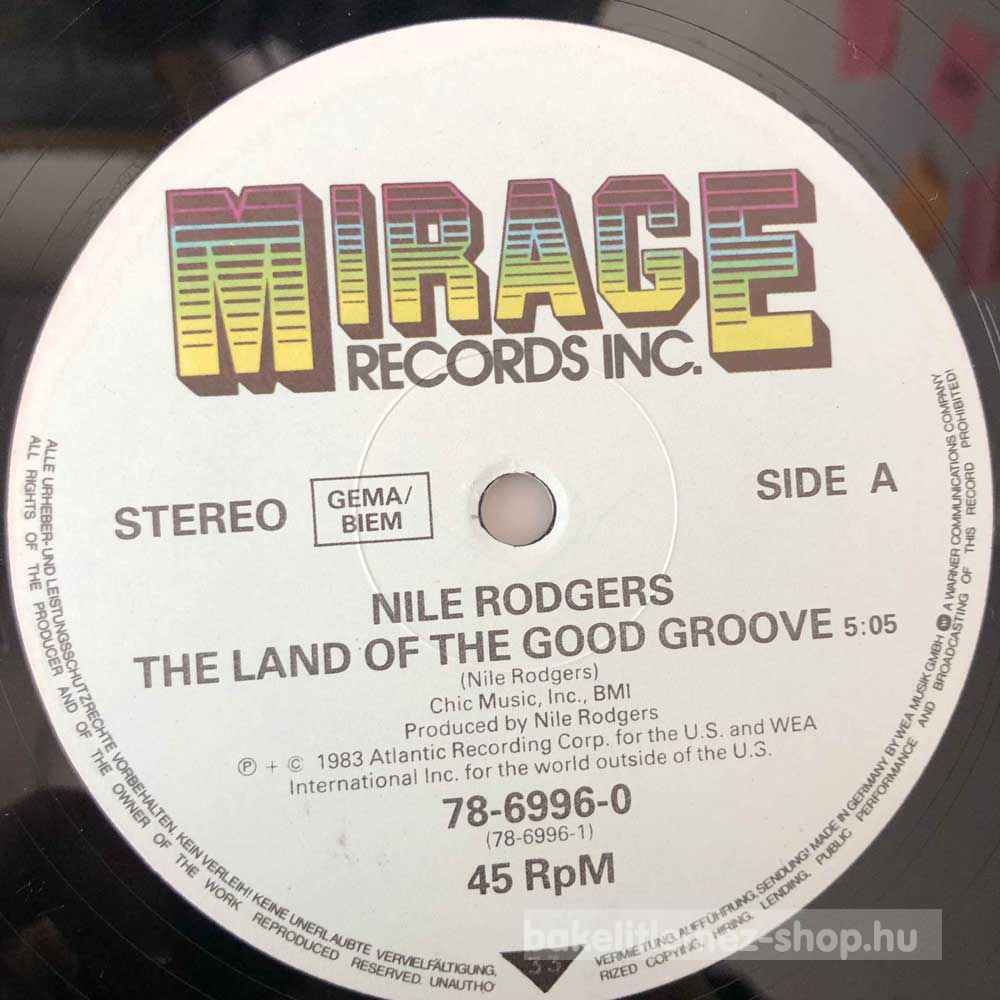 MIRAGE
RECORDS INC.
STEREO
GEMA/
BIEM
SIDE A
NILE RODGERS
THE LAND OF THE GOOD GROOVE 5:05
(Nile Rodgers)
Chic Music, Inc., BMI
Produced by Nile Rodgers
℗ + © 1983 Atlantic Recording Corp. for the U.S. and WEA
International Inc. for the world outside of the U.S.
78-6996-0
(78-6996-1)
45 RpM
ALLE URHEBER- UND LEISTUNGSSCHUTZRECHTE VORBEHALTEN. KEIN VERLEIH! KEINE UNERLAUBTE VERVIELFÄLTIGUNG,
VERMIETUNG, AUFFÜHRUNG, SENDUNG! MADE IN GERMANY BY WEA MUSIK GMBH A WARNER COMMUNICATIONS COMPANY
ALL RIGHTS OF THE PRODUCER AND OF THE OWNER OF THE WORK REPRODUCED RESERVED. UNAUTHO
RIZED COPYING, HIRING, LENDING, PUBLIC PERFORMANCE AND BROADCASTING OF THIS RECORD PROHIBITED!
33
bakelitlemez-shop.hu